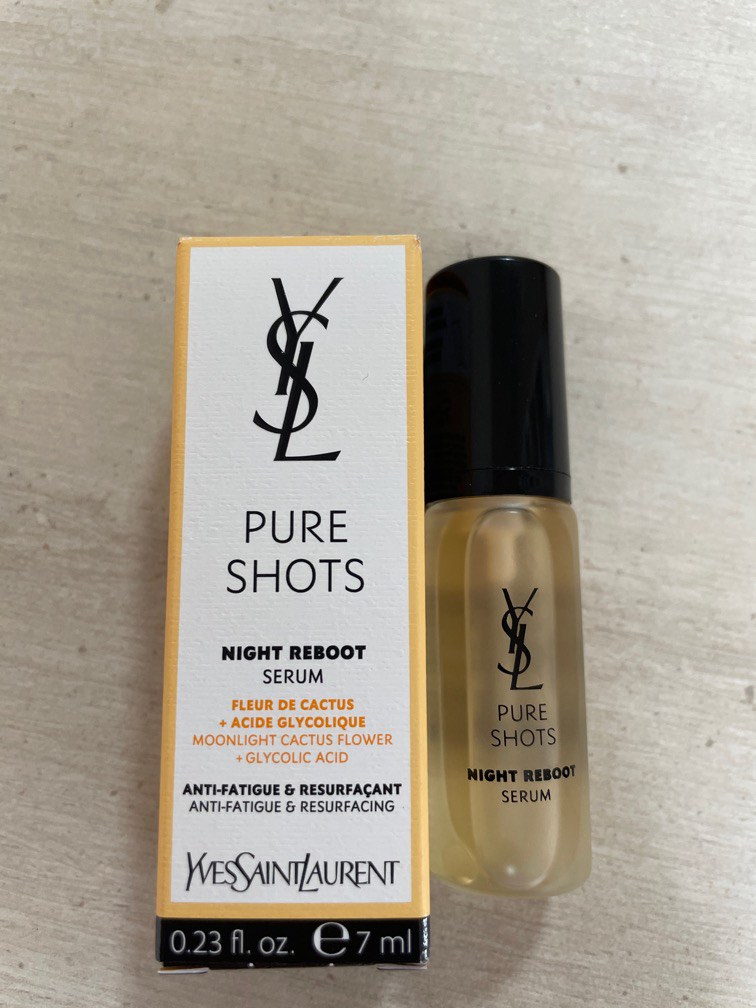 YSL
PURE
SHOTS
NIGHT REBOOT
SERUM
FLEUR DE CACTUS
+ ACIDE GLYCOLIQUE
MOONLIGHT CACTUS FLOWER
+ GLYCOLIC ACID
ANTI-FATIGUE & RESURFAÇANT
ANTI-FATIGUE & RESURFACING
YVESSAINTLAURENT
0.23 fl. oz. e 7 ml
YSL
PURE
SHOTS
NIGHT REBOOT
SERUM